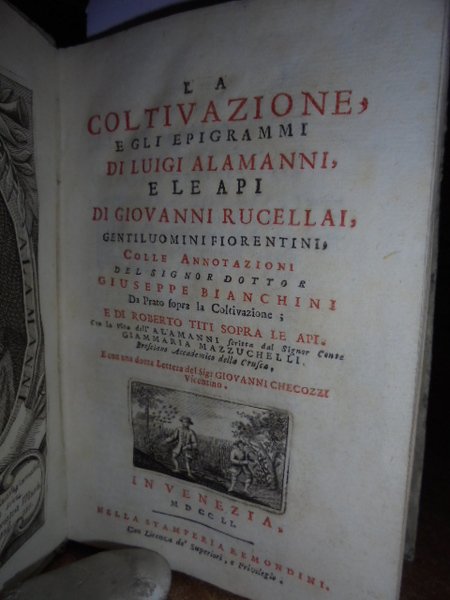 LA
COLTIVAZIONE,
E GLI EPIGRAMMI
DI LUIGI ALAMANNI,
E LE API
DI GIOVANNI RUCELLAI,
GENTILUOMINI FIORENTINI,
COLLE ANNOTAZIONI
DEL SIGNOR DOTTOR
GIUSEPPE BIANCHINI
Da Prato sopra la Coltivazione;
E DI ROBERTO TITI SOPRA LE API.
Con la Vita dell'ALAMANNI scritta dal Signor Conte
GIAMMARIA MAZZUCHELLI,
Bresciano Accademico della Crusca,
E con una dotta Lettera del Sig: GIOVANNI CHECOZZI
Vicentino.
IN VENEZIA,
MDCCLI.
NELLA STAMPERIA REMONDINI.
Con Licenza de' Superiori, e Privilegio.
ALAMANNI